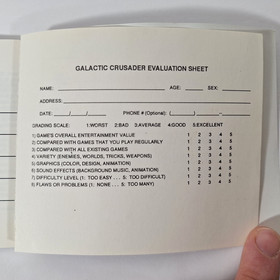 GALACTIC CRUSADER EVALUATION SHEET
NAME: AGE: SEX:
ADDRESS:
DATE: / / PHONE # (Optional): ( ) -
GRADING SCALE: 1:WORST 2:BAD 3:AVERAGE 4:GOOD 5:EXCELLENT
1) GAME'S OVERALL ENTERTAINMENT VALUE 1 2 3 4 5
2) COMPARED WITH GAMES THAT YOU PLAY REGULARLY 1 2 3 4 5
3) COMPARED WITH ALL EXISTING GAMES 1 2 3 4 5
4) VARIETY (ENEMIES, WORLDS, TRICKS, WEAPONS) 1 2 3 4 5
5) GRAPHICS (COLOR, DESIGN, ANIMATION) 1 2 3 4 5
6) SOUND EFFECTS (BACKGROUND MUSIC, ANIMATION) 1 2 3 4 5
7) DIFFICULTY LEVEL (1: TOO EASY . . . 5: TOO DIFFICULT) 1 2 3 4 5
8) FLAWS OR PROBLEMS (1: NONE . . . 5: TOO MANY) 1 2 3 4 5